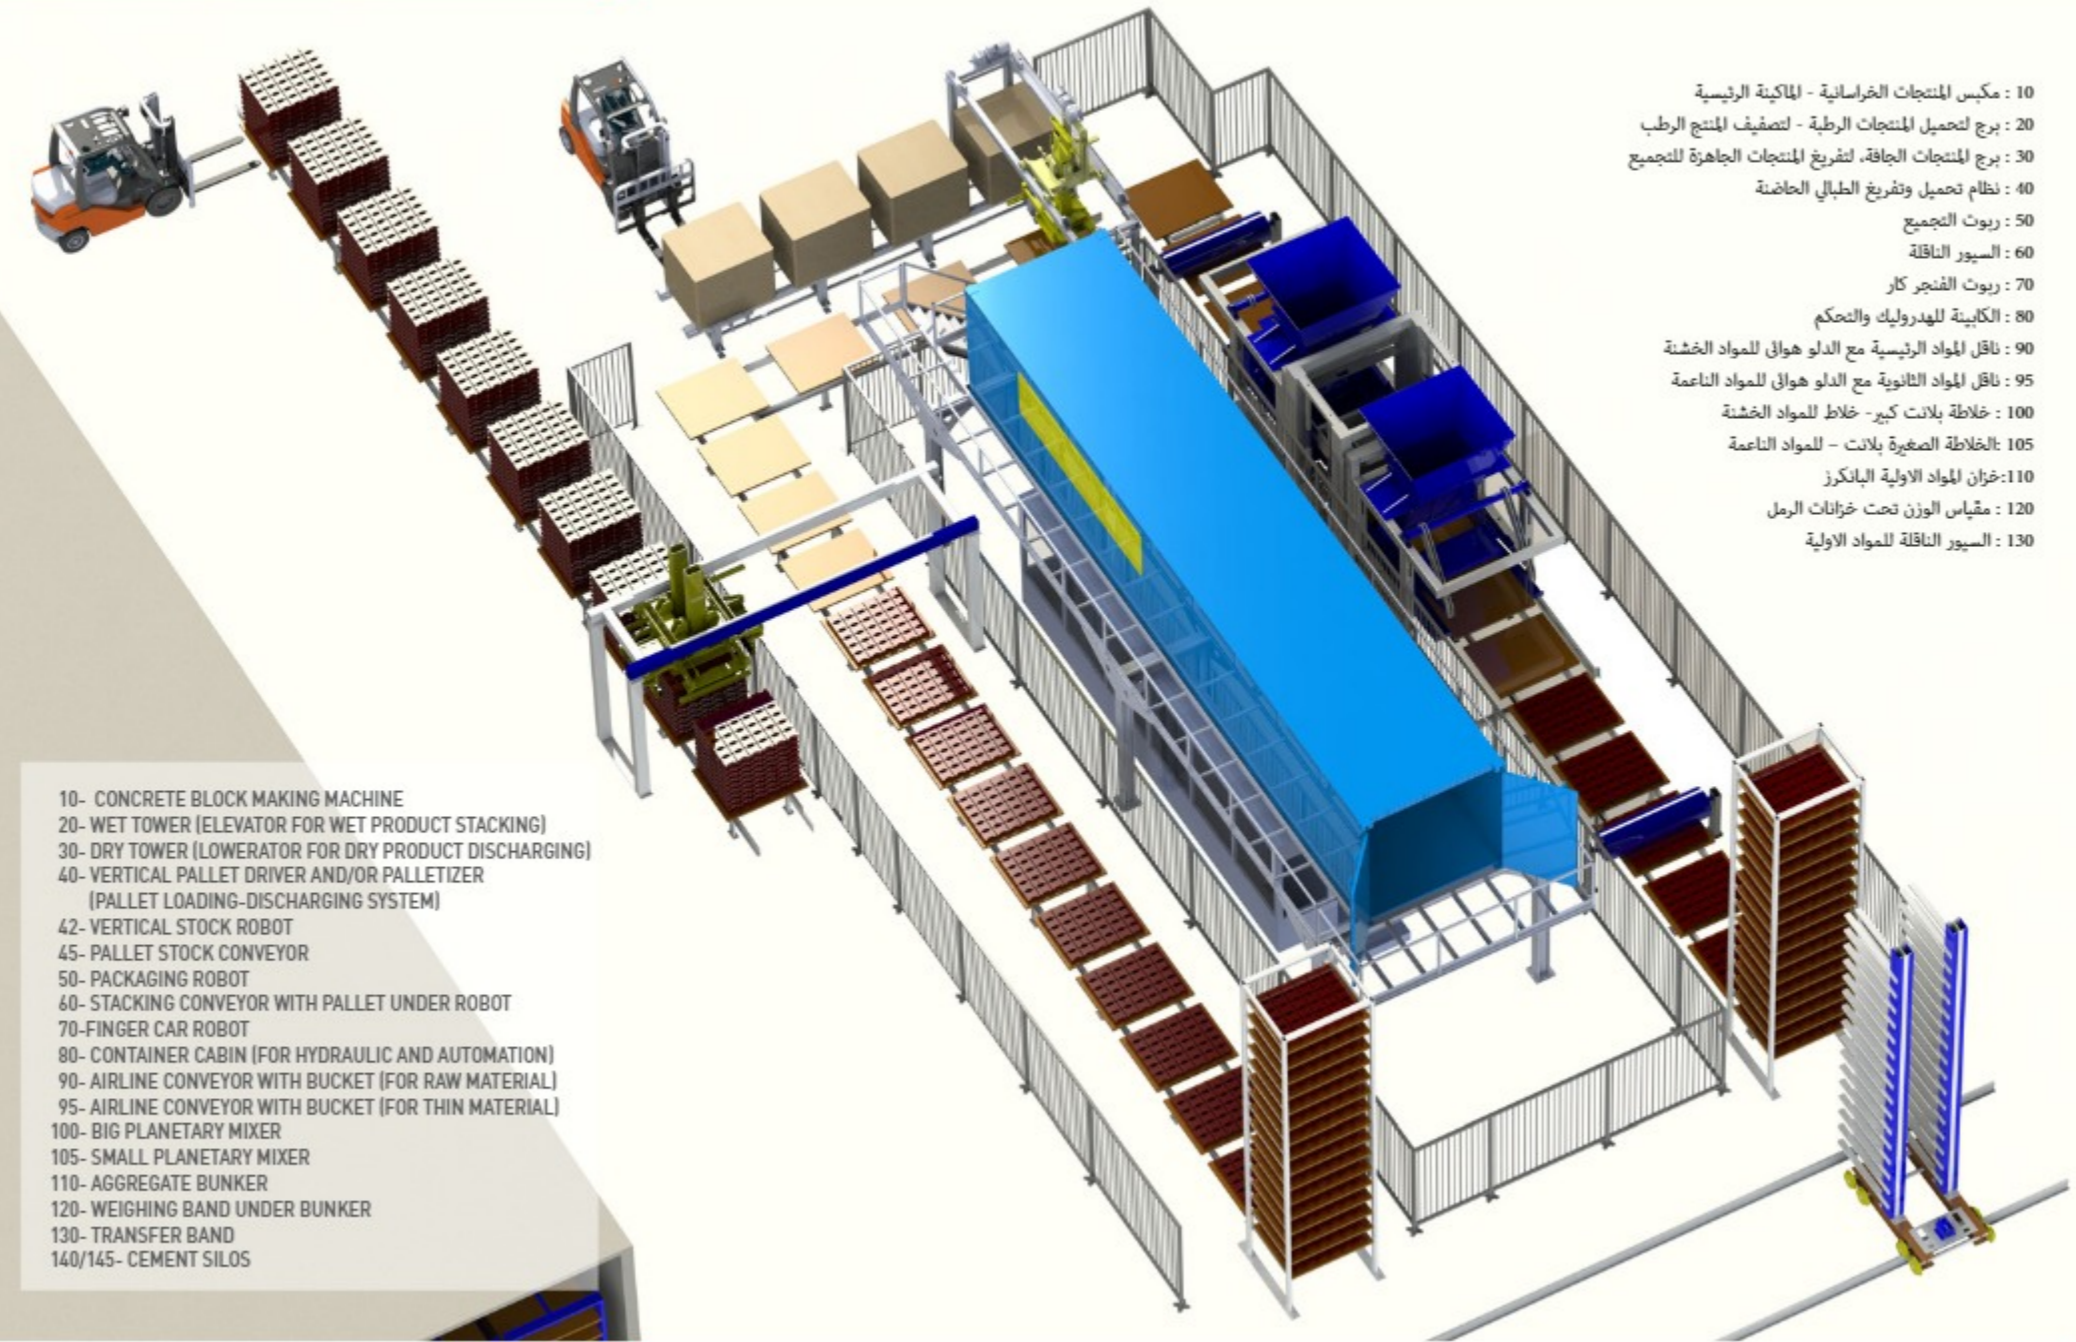 10 : مكبس المنتجات الخراسانية - الماكينة الرئيسية
20 : برج لتحميل المنتجات الرطبة - لتصفيف المنتج الرطب
30 : برج المنتجات الجافة، لتفريغ المنتجات الجاهزة للتجميع
40 : نظام تحميل وتفريغ الطبالي الحاضنة
50 : ربوت التجميع
60 : السيور الناقلة
70 : ربوت الفنجر كار
80 : الكابينة للهدروليك والتحكم
90 : ناقل المواد الرئيسية مع الدلو هوائى للمواد الخشنة
95 : ناقل المواد الثانوية مع الدلو هوائى للمواد الناعمة
100 : خلاطة بلانت كبير- خلاط للمواد الخشنة
105 :الخلاطة الصغيرة بلانت – للمواد الناعمة
110:خزان المواد الاولية البانكرز
120 : مقياس الوزن تحت خزانات الرمل
130 : السيور الناقلة للمواد الاولية
10- CONCRETE BLOCK MAKING MACHINE
20- WET TOWER (ELEVATOR FOR WET PRODUCT STACKING)
30- DRY TOWER (LOWERATOR FOR DRY PRODUCT DISCHARGING)
40- VERTICAL PALLET DRIVER AND/OR PALLETIZER
(PALLET LOADING-DISCHARGING SYSTEM)
42- VERTICAL STOCK ROBOT
45- PALLET STOCK CONVEYOR
50- PACKAGING ROBOT
60- STACKING CONVEYOR WITH PALLET UNDER ROBOT
70-FINGER CAR ROBOT
80- CONTAINER CABIN (FOR HYDRAULIC AND AUTOMATION)
90- AIRLINE CONVEYOR WITH BUCKET (FOR RAW MATERIAL)
95- AIRLINE CONVEYOR WITH BUCKET (FOR THIN MATERIAL)
100- BIG PLANETARY MIXER
105- SMALL PLANETARY MIXER
110- AGGREGATE BUNKER
120- WEIGHING BAND UNDER BUNKER
130- TRANSFER BAND
140/145- CEMENT SILOS